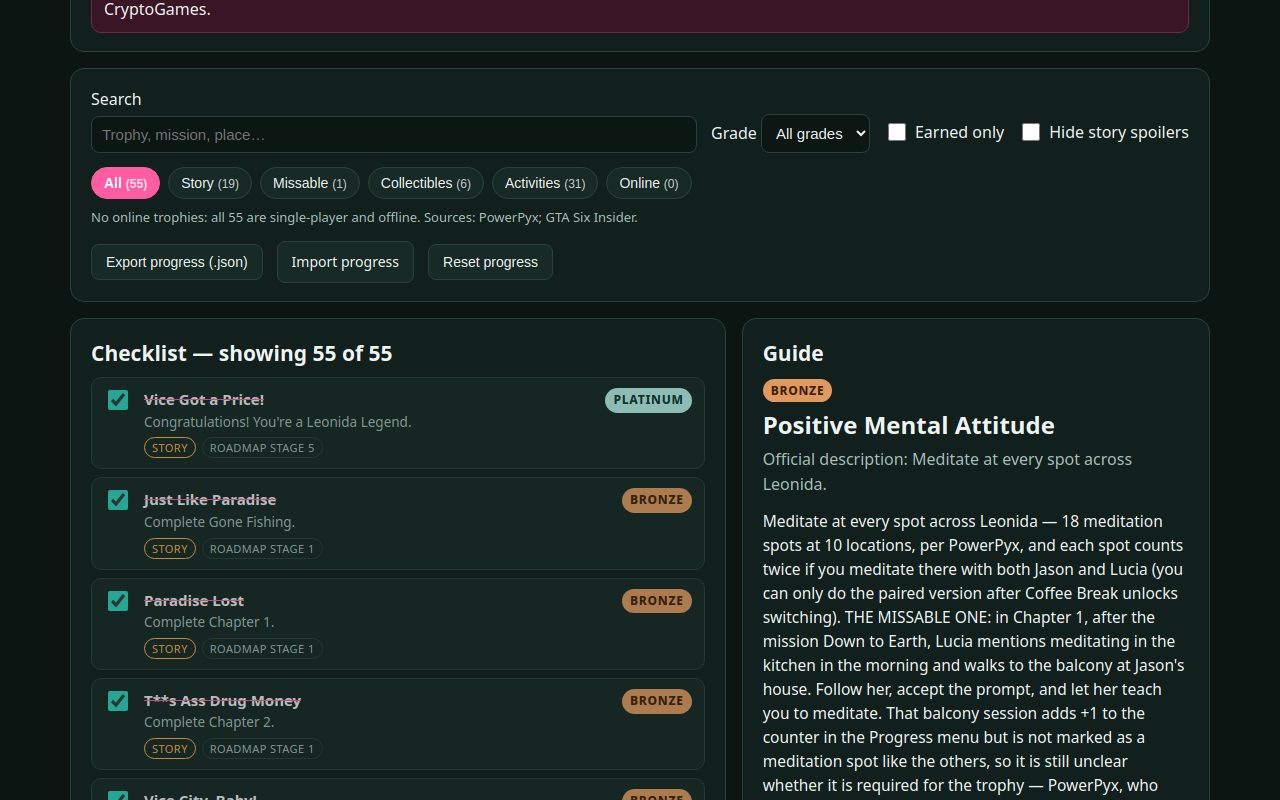 CryptoGames.
Search
Trophy, mission, place…
Grade
All grades
Earned only
Hide story spoilers
All (55)
Story (19)
Missable (1)
Collectibles (6)
Activities (31)
Online (0)
No online trophies: all 55 are single-player and offline. Sources: PowerPyx; GTA Six Insider.
Export progress (.json)
Import progress
Reset progress
Checklist — showing 55 of 55
Vice Got a Price!
PLATINUM
Congratulations! You're a Leonida Legend.
STORY
ROADMAP STAGE 5
Just Like Paradise
BRONZE
Complete Gone Fishing.
STORY
ROADMAP STAGE 1
Paradise Lost
BRONZE
Complete Chapter 1.
STORY
ROADMAP STAGE 1
T**s Ass Drug Money
BRONZE
Complete Chapter 2.
STORY
ROADMAP STAGE 1
Vice City, Baby!
BRONZE
Guide
BRONZE
Positive Mental Attitude
Official description: Meditate at every spot across
Leonida.
Meditate at every spot across Leonida — 18 meditation
spots at 10 locations, per PowerPyx, and each spot counts
twice if you meditate there with both Jason and Lucia (you
can only do the paired version after Coffee Break unlocks
switching). THE MISSABLE ONE: in Chapter 1, after the
mission Down to Earth, Lucia mentions meditating in the
kitchen in the morning and walks to the balcony at Jason's
house. Follow her, accept the prompt, and let her teach
you to meditate. That balcony session adds +1 to the
counter in the Progress menu but is not marked as a
meditation spot like the others, so it is still unclear
whether it is required for the trophy — PowerPyx, who